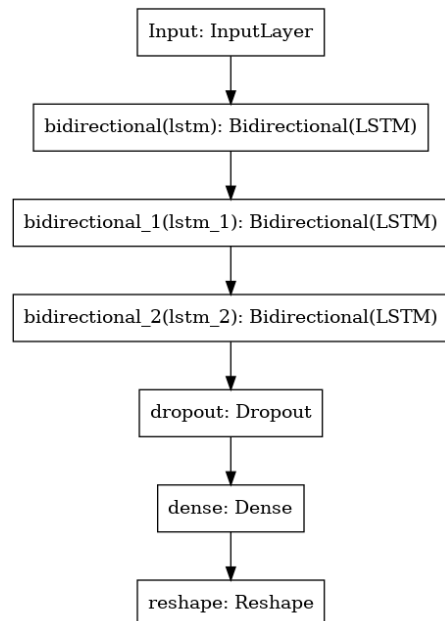 Input: InputLayer
bidirectional(lstm): Bidirectional(LSTM)
bidirectional_1(lstm_1): Bidirectional(LSTM)
bidirectional_2(lstm_2): Bidirectional(LSTM)
dropout: Dropout
dense: Dense
reshape: Reshape